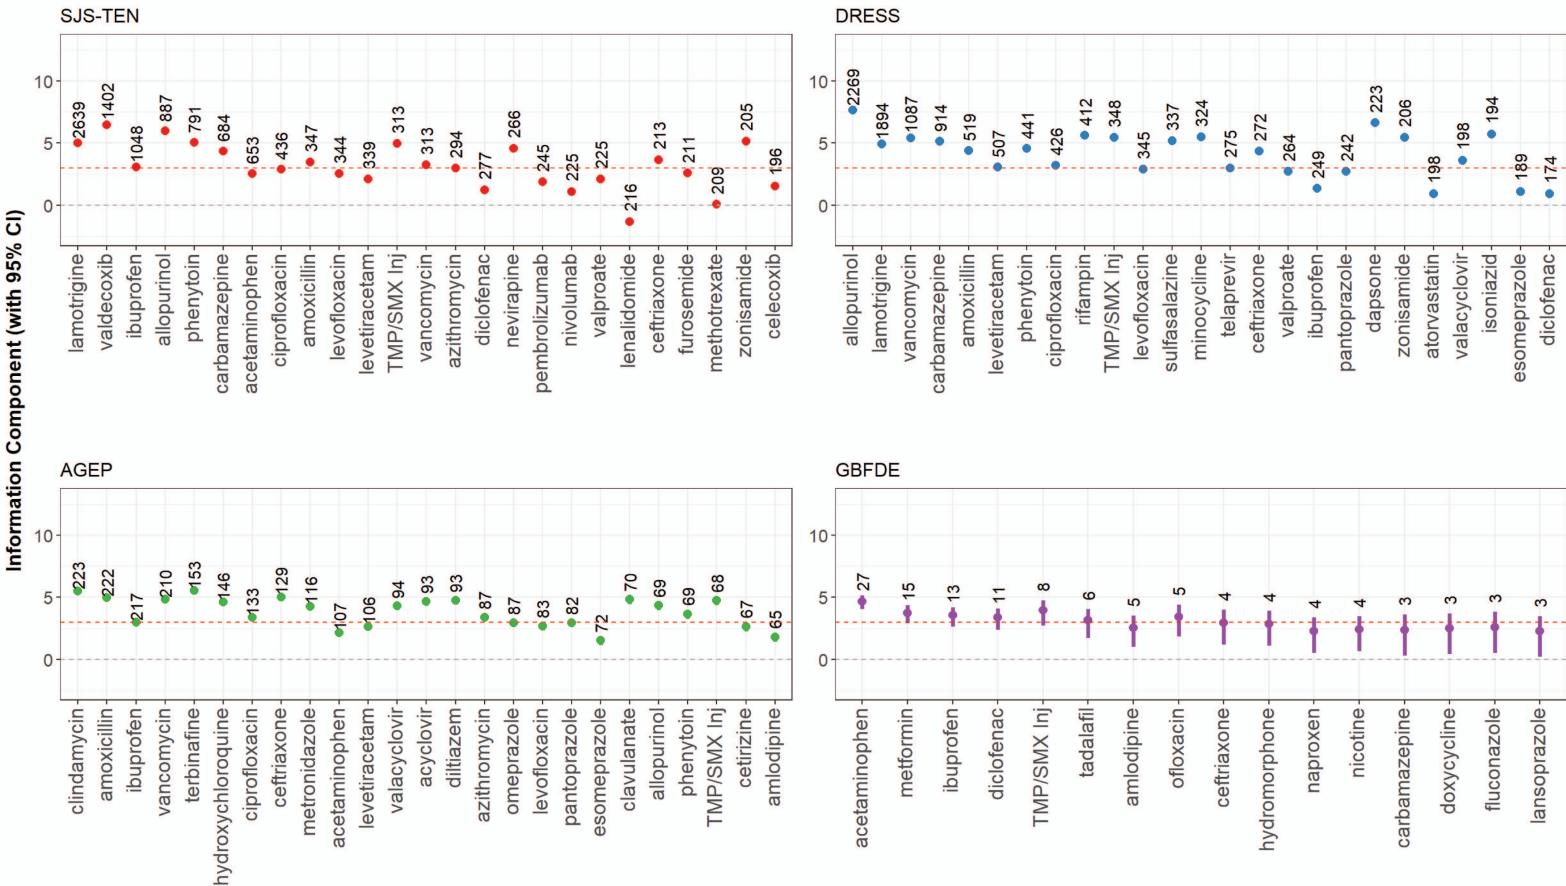 Information Component (with 95% CI)
SJS-TEN
10
5
0
2639
1402
1048
887
791
684
653
436
347
344
339
313
313
294
277
266
245
225
225
216
213
211
209
205
196
lamotrigine
valdecoxib
ibuprofen
allopurinol
phenytoin
carbamazepine
acetaminophen
ciprofloxacin
amoxicillin
levofloxacin
levetiracetam
TMP/SMX Inj
vancomycin
azithromycin
diclofenac
nevirapine
pembrolizumab
nivolumab
valproate
lenalidomide
ceftriaxone
furosemide
methotrexate
zonisamide
celecoxib
DRESS
10
5
0
2269
1894
1087
914
519
507
441
426
412
348
345
337
324
275
272
264
249
242
223
206
198
198
194
189
174
allopurinol
lamotrigine
vancomycin
carbamazepine
amoxicillin
levetiracetam
phenytoin
ciprofloxacin
rifampin
TMP/SMX Inj
levofloxacin
sulfasalazine
minocycline
telaprevir
ceftriaxone
valproate
ibuprofen
pantoprazole
dapsone
zonisamide
atorvastatin
valacyclovir
isoniazid
esomeprazole
diclofenac
AGEP
10
5
0
223
222
217
210
153
146
133
129
116
107
106
94
93
93
87
87
83
82
72
70
69
69
68
67
65
clindamycin
amoxicillin
ibuprofen
vancomycin
terbinafine
hydroxychloroquine
ciprofloxacin
ceftriaxone
metronidazole
acetaminophen
levetiracetam
valacyclovir
acyclovir
diltiazem
azithromycin
omeprazole
levofloxacin
pantoprazole
esomeprazole
clavulanate
allopurinol
phenytoin
TMP/SMX Inj
cetirizine
amlodipine
GBFDE
10
5
0
27
15
13
11
8
6
5
5
4
4
4
4
3
3
3
3
acetaminophen
metformin
ibuprofen
diclofenac
TMP/SMX Inj
tadalafil
amlodipine
ofloxacin
ceftriaxone
hydromorphone
naproxen
nicotine
carbamazepine
doxycycline
fluconazole
lansoprazole